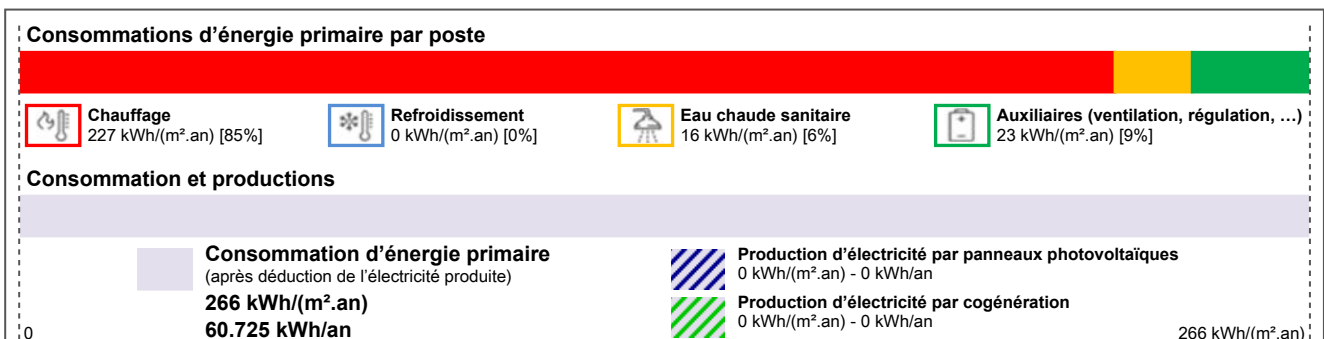 Consommations d'énergie primaire par poste
Chauffage
227 kWh/(m².an) [85%]
Refroidissement
0 kWh/(m².an) [0%]
Eau chaude sanitaire
16 kWh/(m².an) [6%]
Auxiliaires (ventilation, régulation, …)
23 kWh/(m².an) [9%]
Consommation et productions
Consommation d'énergie primaire
(après déduction de l'électricité produite)
266 kWh/(m².an)
60.725 kWh/an
Production d'électricité par panneaux photovoltaïques
0 kWh/(m².an) - 0 kWh/an
Production d'électricité par cogénération
0 kWh/(m².an) - 0 kWh/an
0
266 kWh/(m².an)